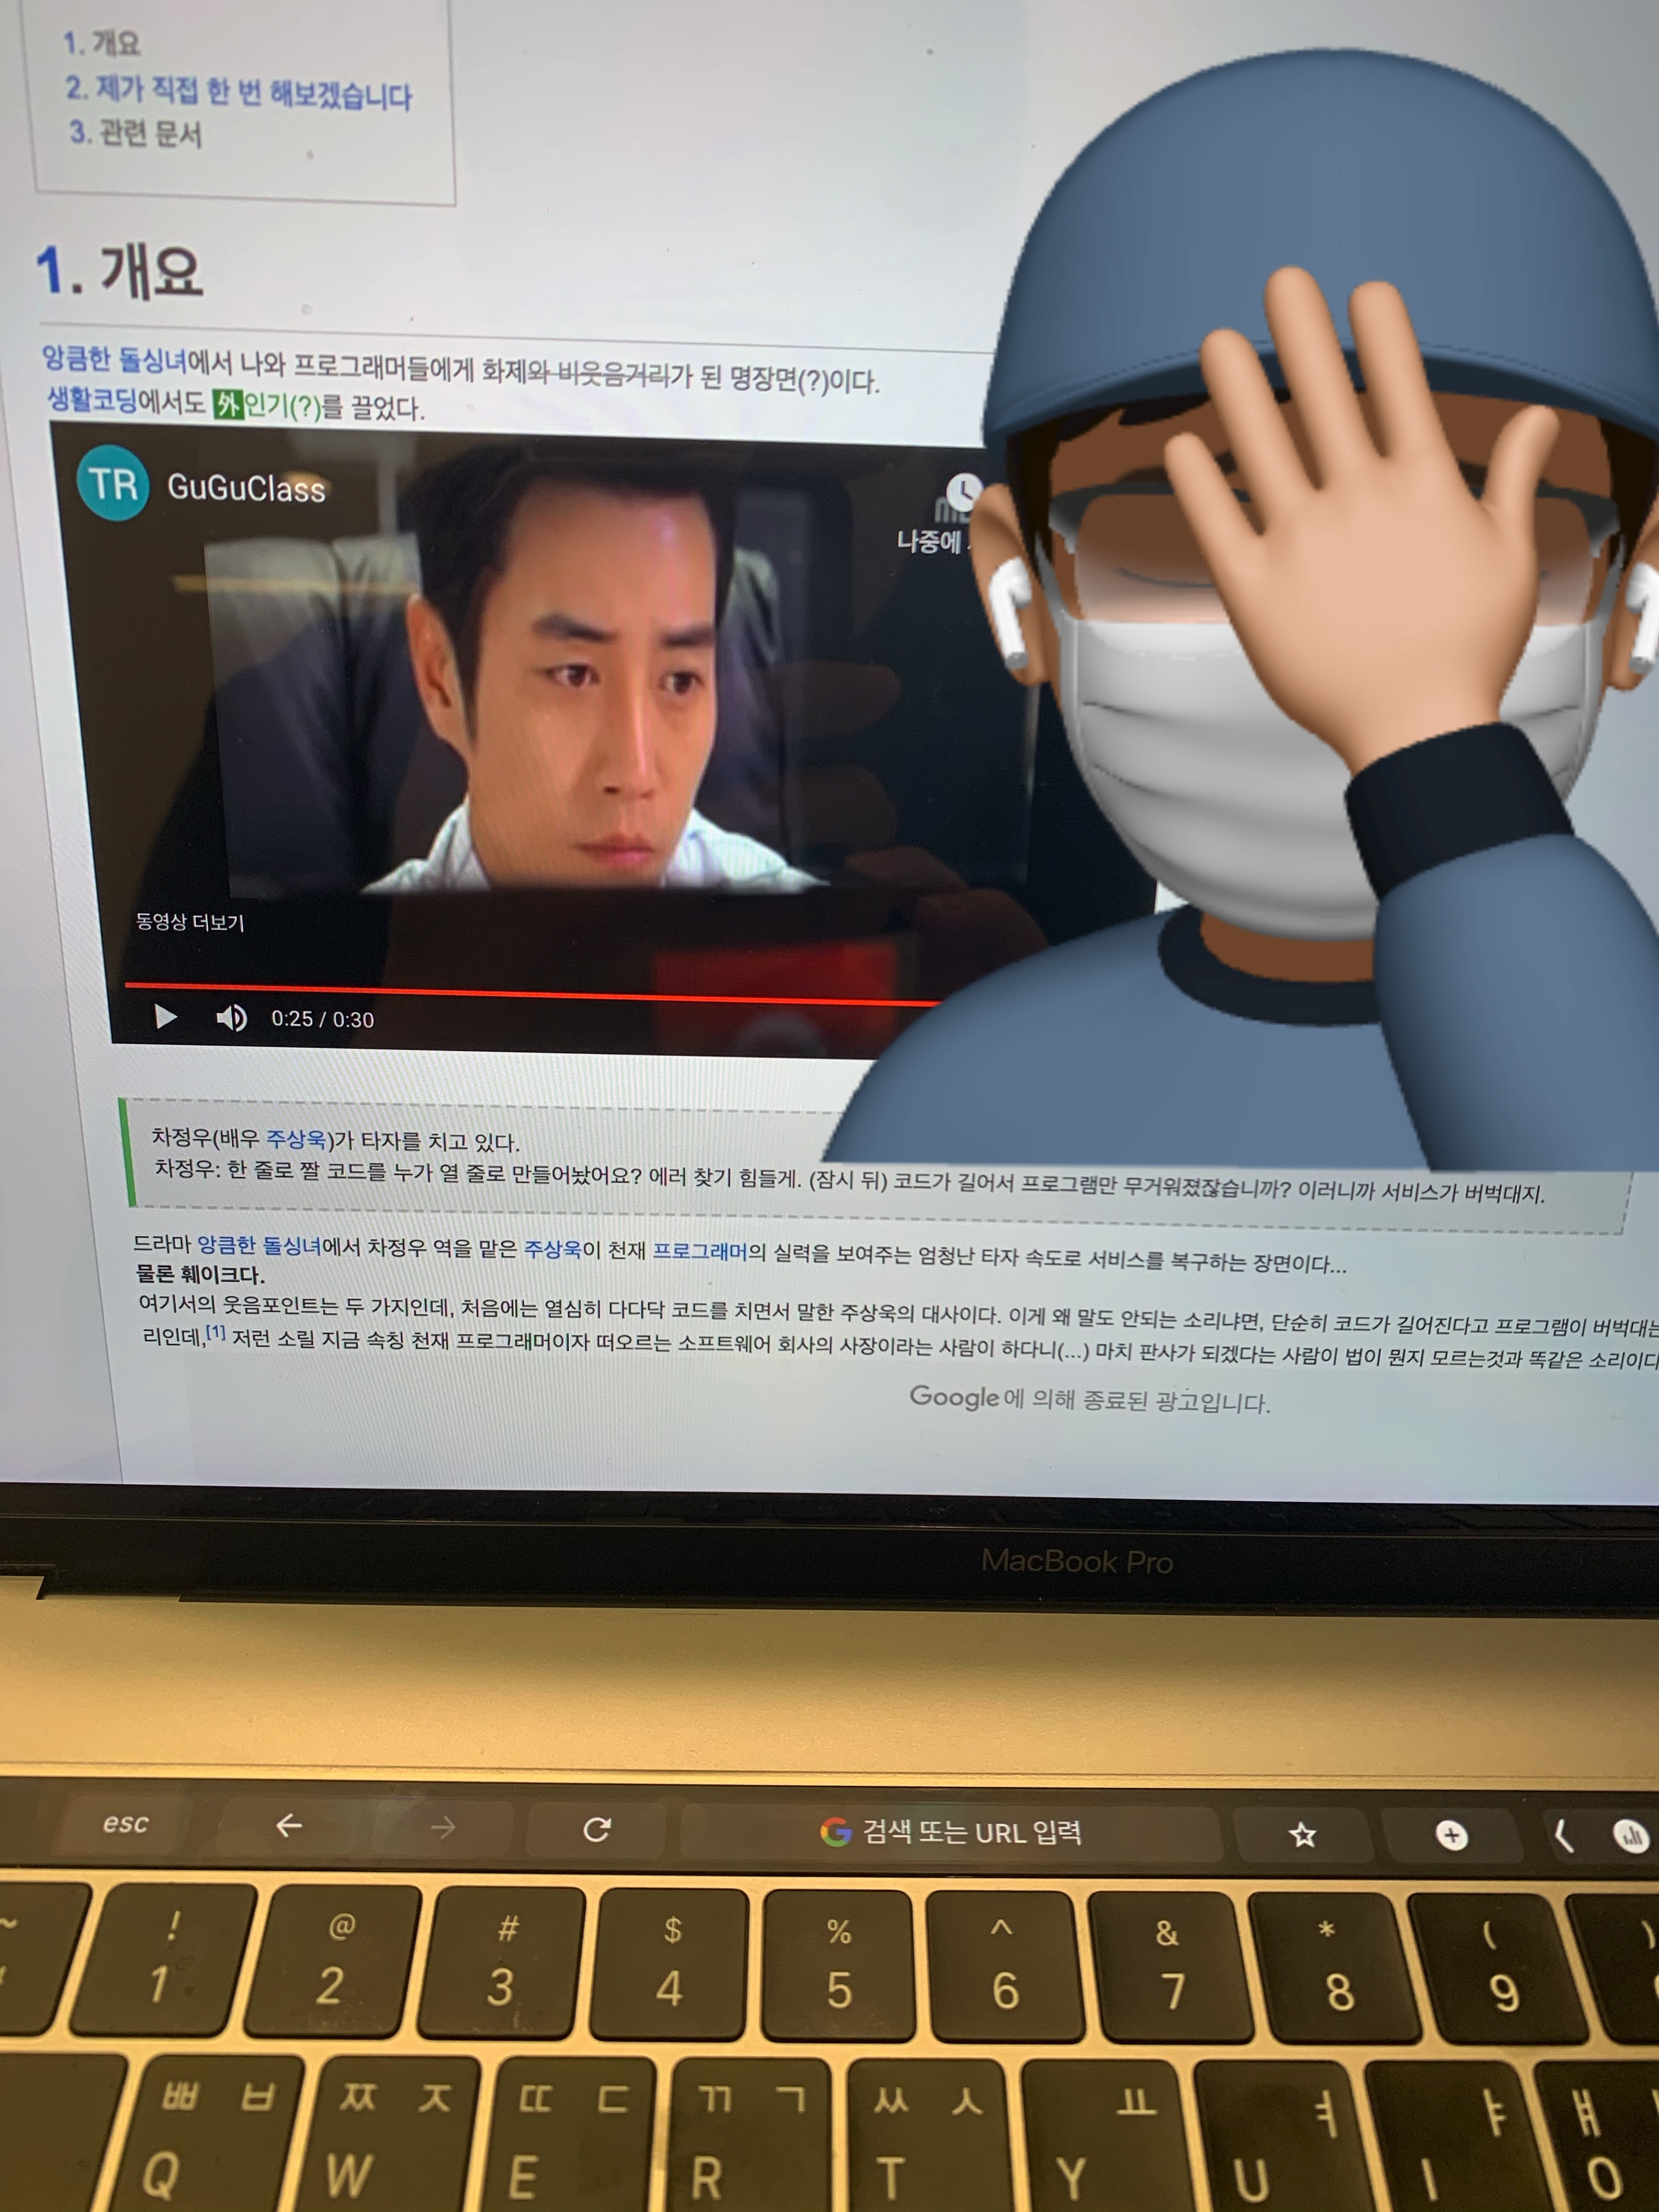 1. 개요
2. 제가 직접 한 번 해보겠습니다
3. 관련 문서
1. 개요
앙큼한 돌싱녀에서 나와 프로그래머들에게 화제와 비웃음거리가 된 명장면(?)이다.
생활코딩에서도 外인기(?)를 끌었다.
TR GuGuClass
나중에
동영상 더보기
0:25 / 0:30
차정우(배우 주상욱)가 타자를 치고 있다.
차정우: 한 줄로 짤 코드를 누가 열 줄로 만들어놨어요? 에러 찾기 힘들게. (잠시 뒤) 코드가 길어서 프로그램만 무거워졌잖습니까? 이러니까 서비스가 버벅대지.
드라마 앙큼한 돌싱녀에서 차정우 역을 맡은 주상욱이 천재 프로그래머의 실력을 보여주는 엄청난 타자 속도로 서비스를 복구하는 장면이다...
물론 훼이크다.
여기서의 웃음포인트는 두 가지인데, 처음에는 열심히 다다닥 코드를 치면서 말한 주상욱의 대사이다. 이게 왜 말도 안되는 소리냐면, 단순히 코드가 길어진다고 프로그램이 버벅대는
리인데,[1] 저런 소릴 지금 속칭 천재 프로그래머이자 떠오르는 소프트웨어 회사의 사장이라는 사람이 하다니(...) 마치 판사가 되겠다는 사람이 법이 뭔지 모르는것과 똑같은 소리이다
Google에 의해 종료된 광고입니다.
MacBook Pro
esc 검색 또는 URL 입력
~ ! @ # $ % ^ & * ( )
1 2 3 4 5 6 7 8 9
ㅃ ㅂ ㅉ ㅈ ㄸ ㄷ ㄲ ㄱ ㅆ ㅅ ㅛ ㅕ ㅑ ㅒ
Q W E R T Y U I O